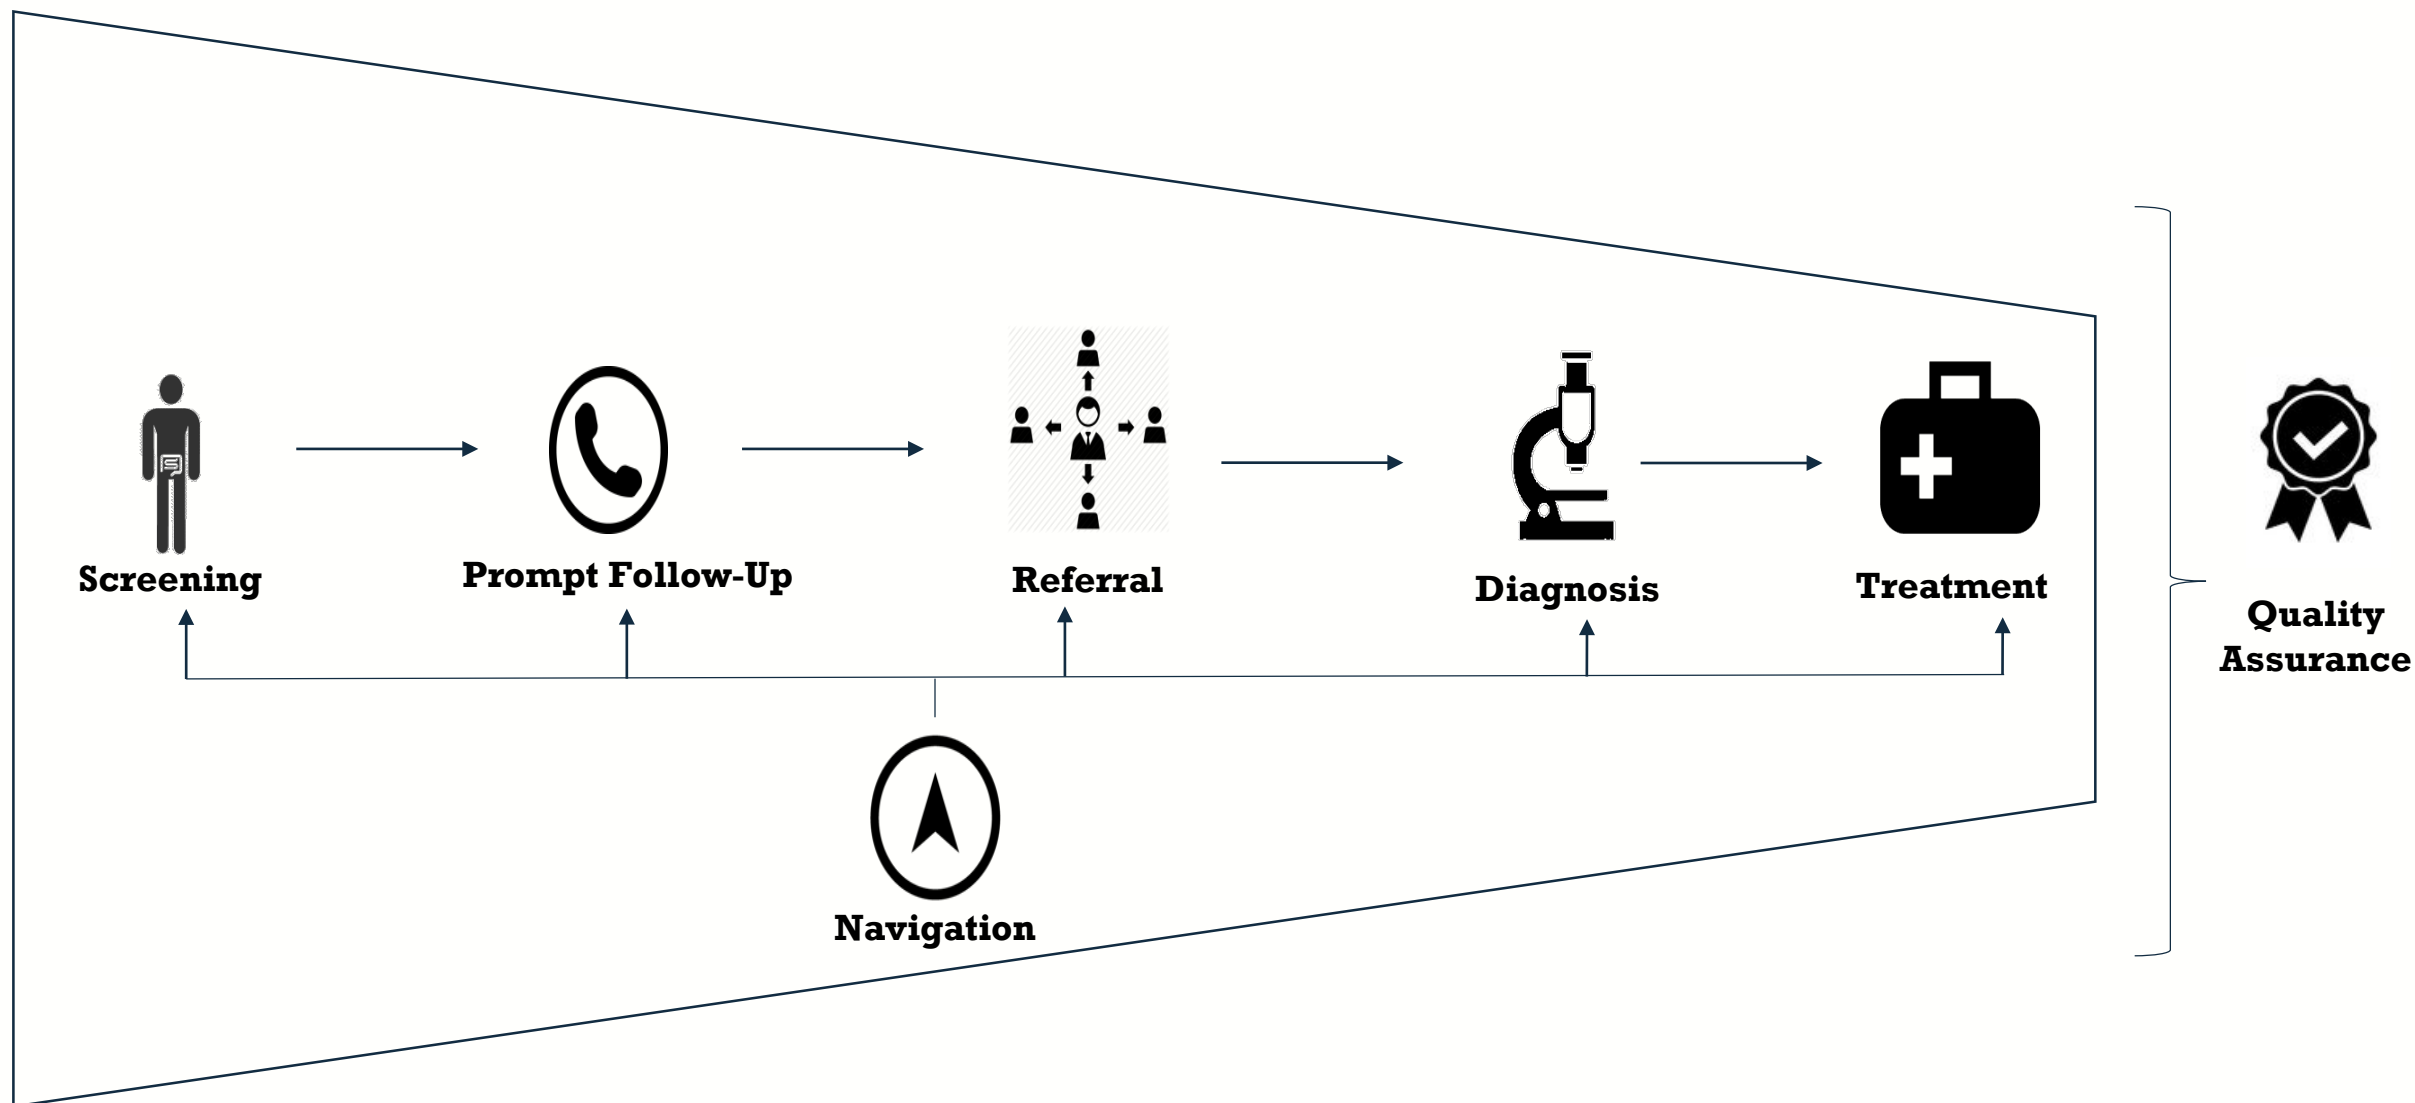 Screening
Prompt Follow-Up
Referral
Diagnosis
Treatment
Quality
Assurance
Navigation